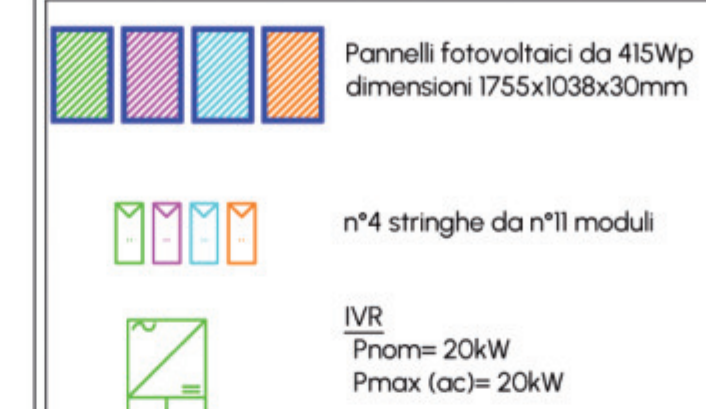 Pannelli fotovoltaici da 415Wp
dimensioni 1755x1038x30mm
n°4 stringhe da n°11 moduli
IVR
Pnom= 20kW
Pmax (ac)= 20kW